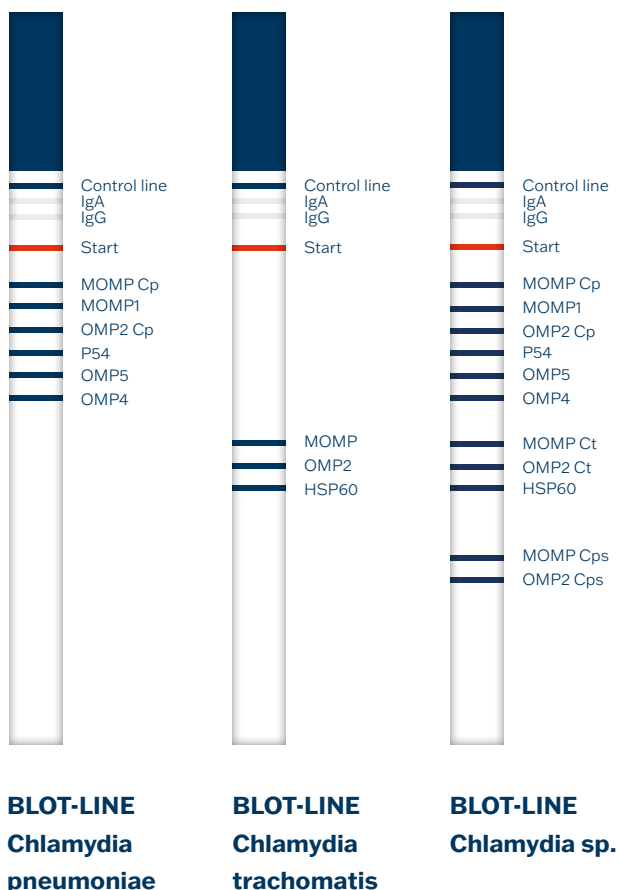 Control line
IgA
IgG
Start
MOMP Cp
MOMP1
OMP2 Cp
P54
OMP5
OMP4
Control line
IgA
IgG
Start
MOMP
OMP2
HSP60
Control line
IgA
IgG
Start
MOMP Cp
MOMP1
OMP2 Cp
P54
OMP5
OMP4
MOMP Ct
OMP2 Ct
HSP60
MOMP Cps
OMP2 Cps
BLOT-LINE
Chlamydia
pneumoniae
BLOT-LINE
Chlamydia
trachomatis
BLOT-LINE
Chlamydia sp.